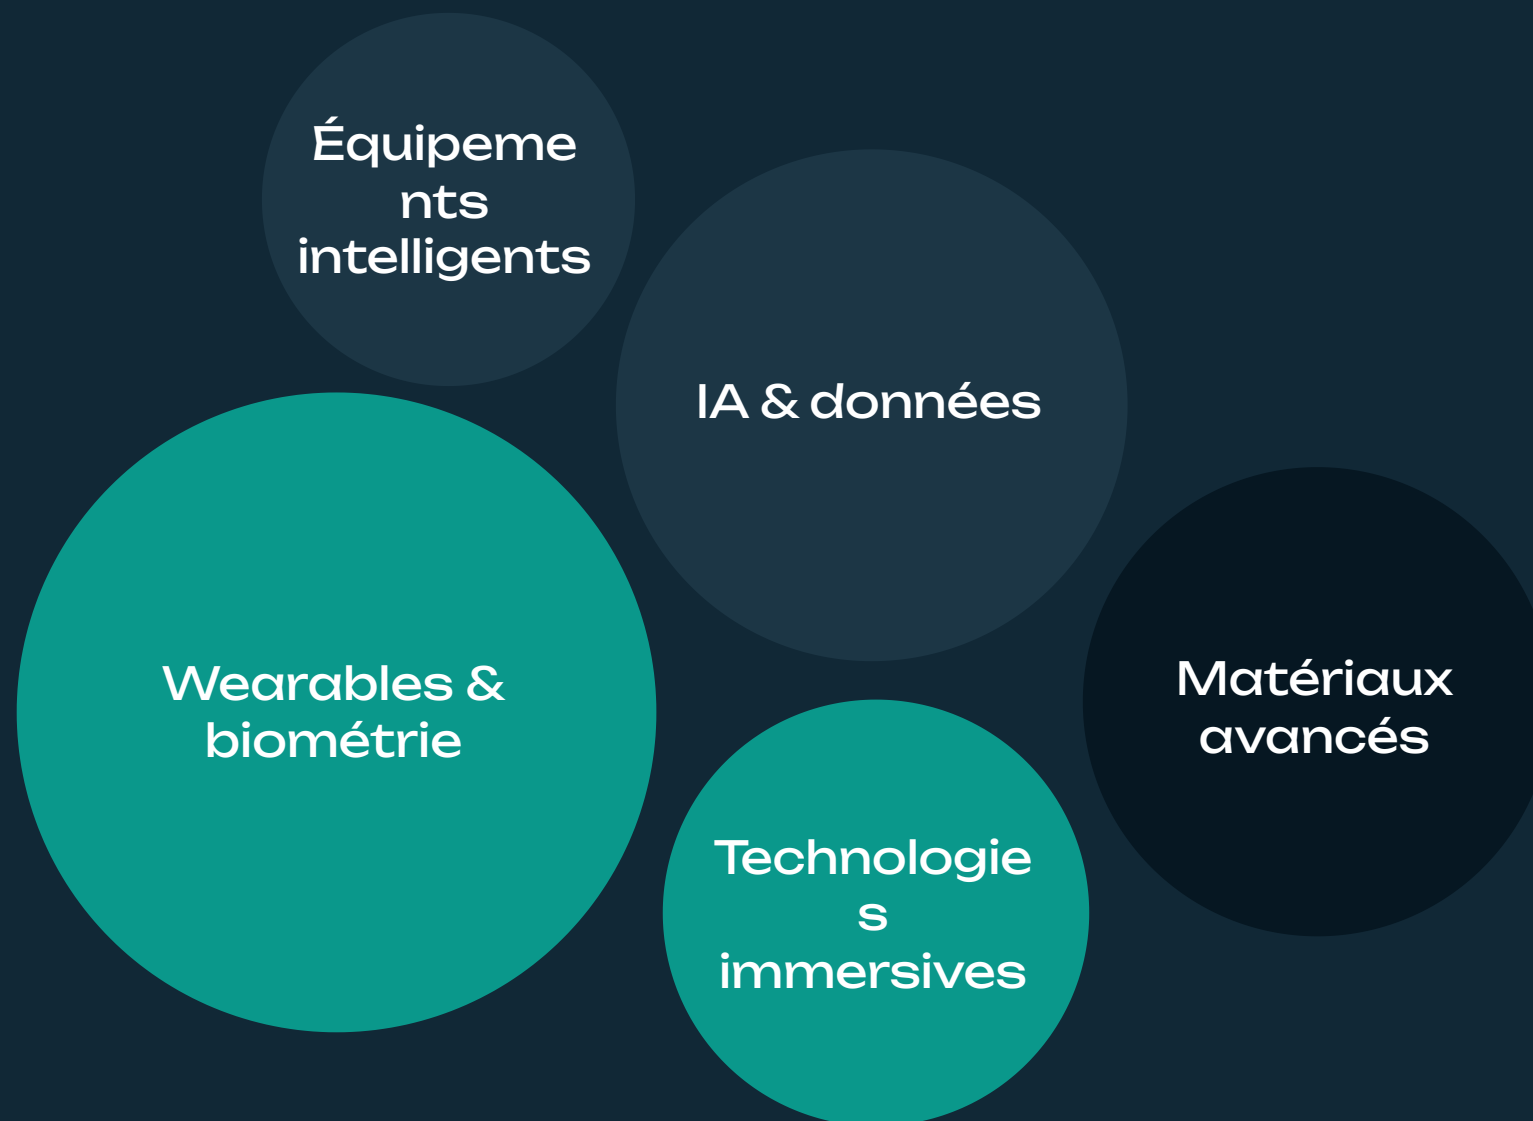 Équipeme
nts
intelligents
IA & données
Wearables &
biométrie
Matériaux
avancés
Technologie
s
immersives